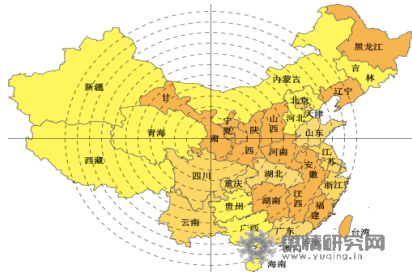 黑龙江
吉
林
内蒙古
辽宁
新疆
甘
肃
北京
天津
河北
宁
夏
山
西
陕
西
山东
青海
河南
江
苏
西藏
安
徽
湖北
四川
重庆
浙江
湖南
江
西
贵州
福
建
云南
台湾
广西
广东
海南
舆情研究网
www.yuqing.in